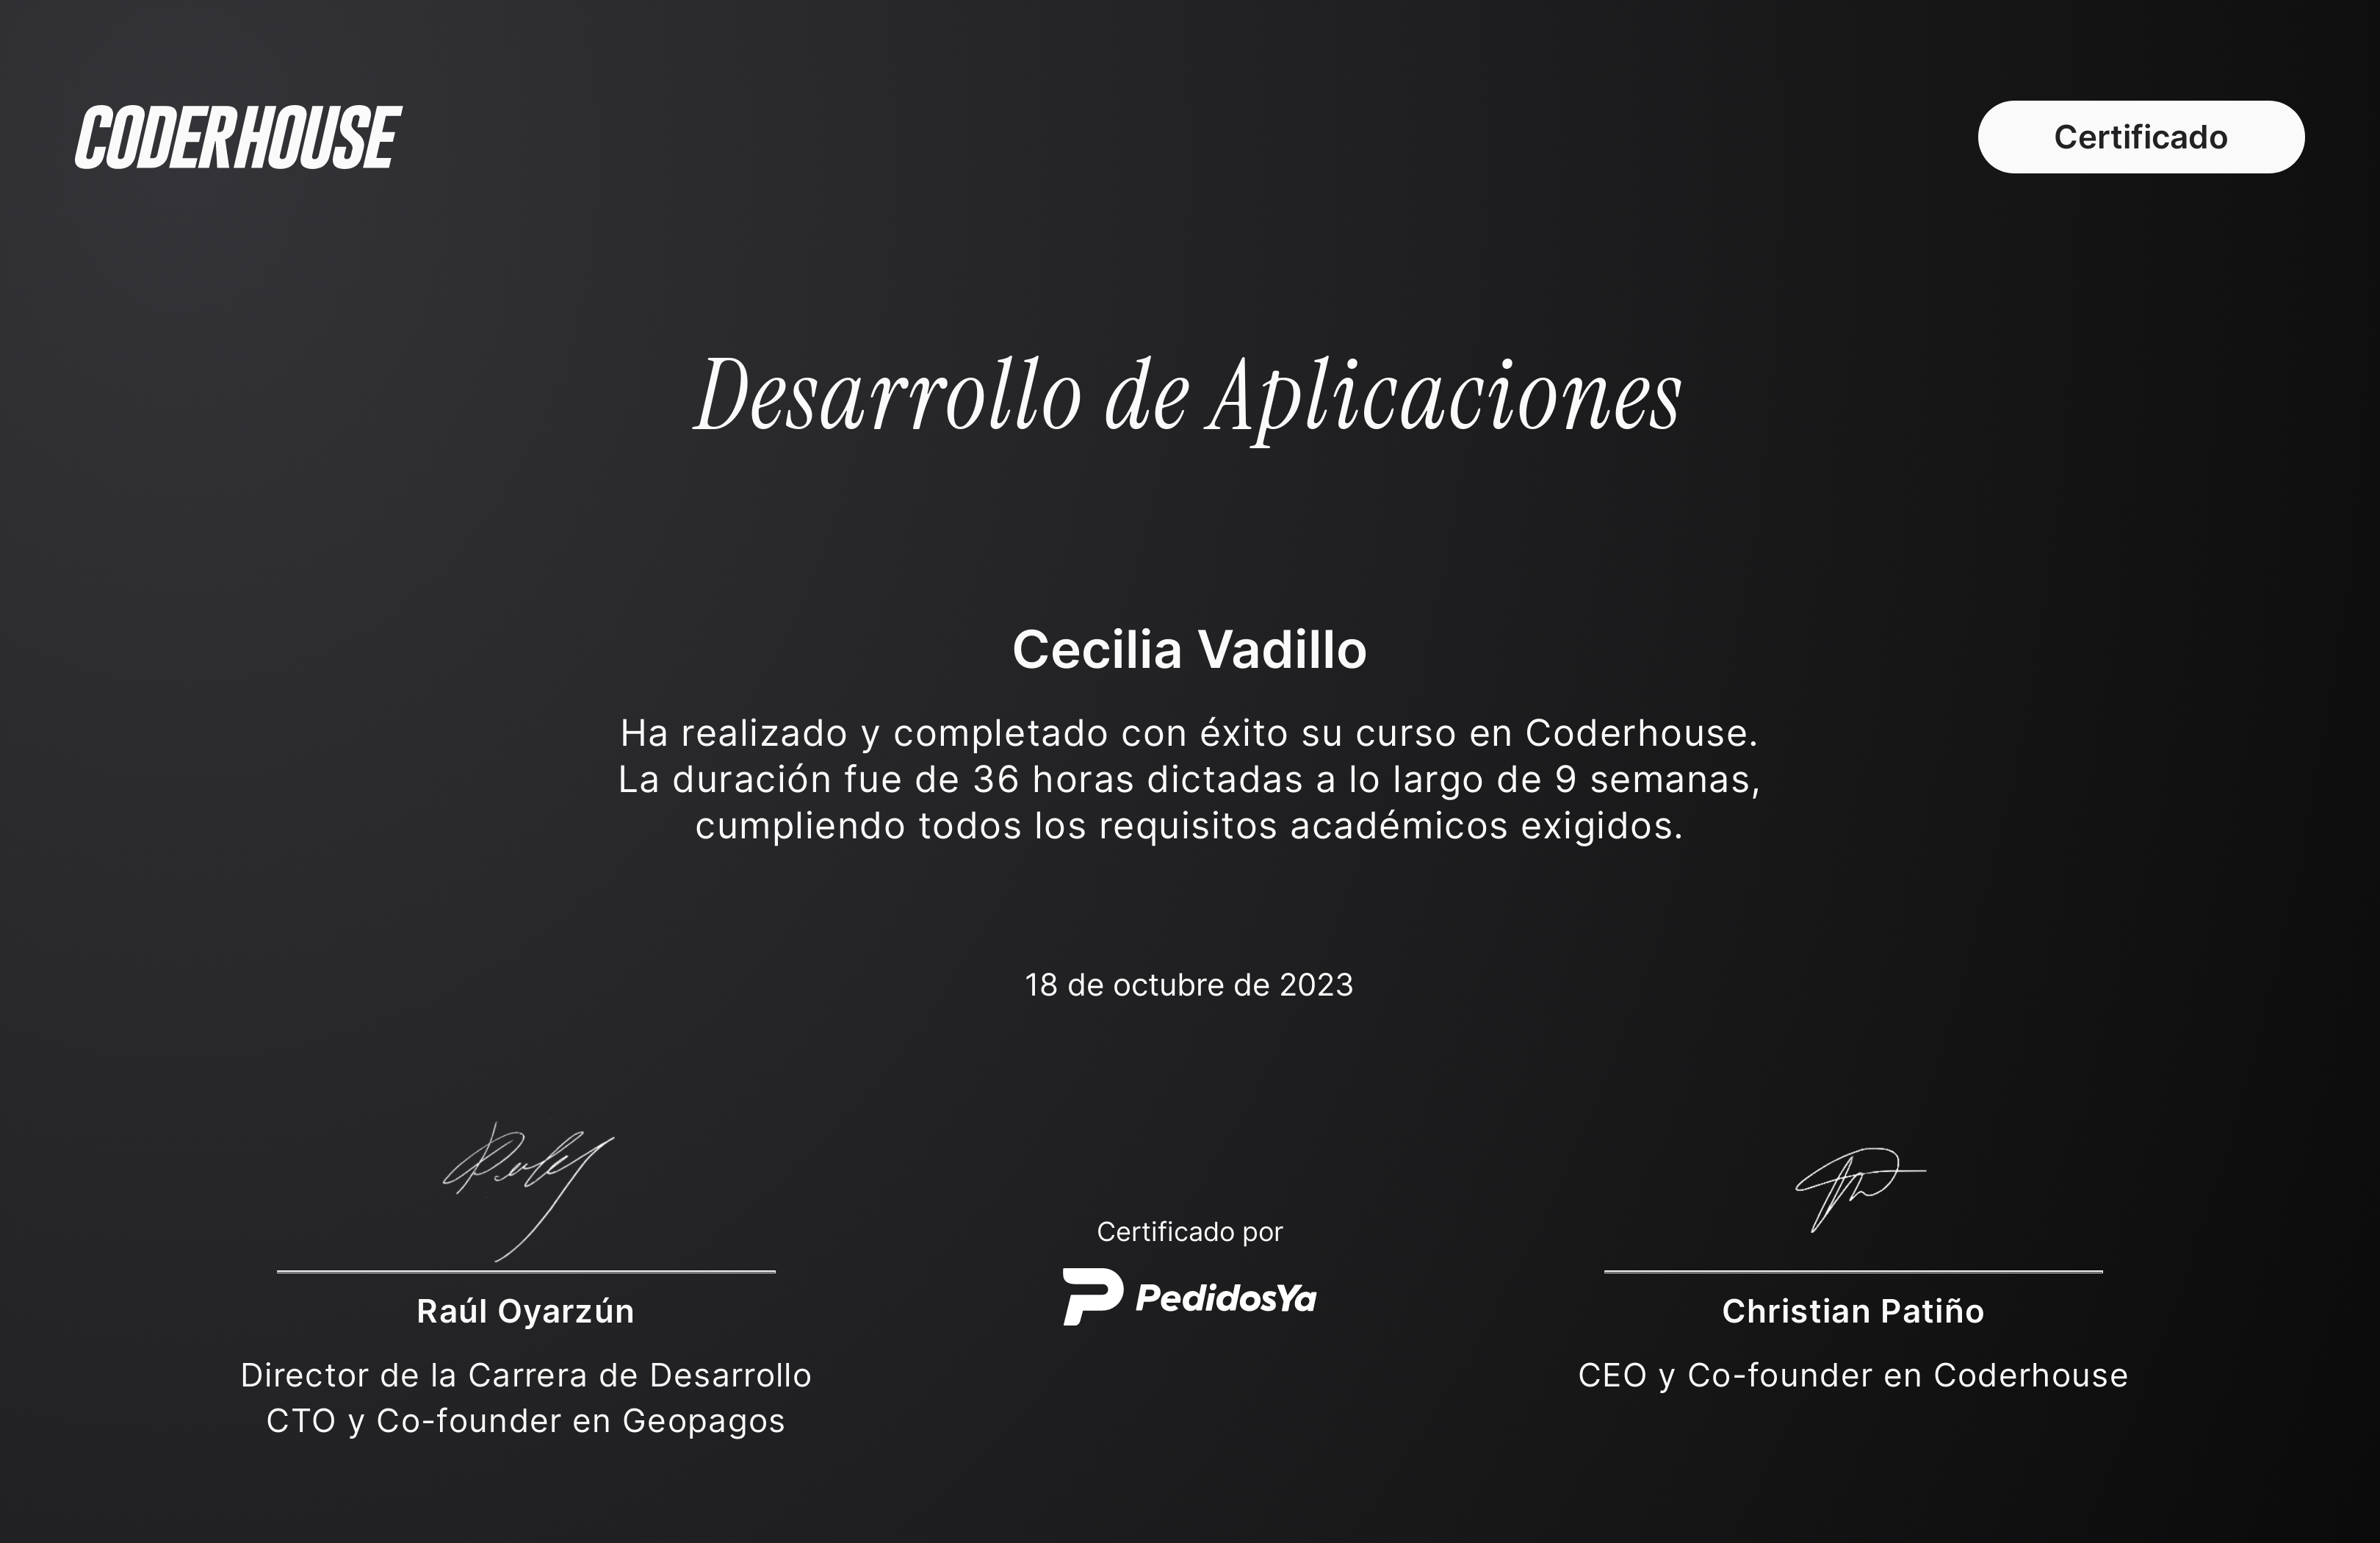 CODERHOUSE
Certificado
Desarrollo de Aplicaciones
Cecilia Vadillo
Ha realizado y completado con éxito su curso en Coderhouse.
La duración fue de 36 horas dictadas a lo largo de 9 semanas,
cumpliendo todos los requisitos académicos exigidos.
18 de octubre de 2023
Raúl Oyarzún
Director de la Carrera de Desarrollo
CTO y Co-founder en Geopagos
Certificado por
PedidosYa
Christian Patiño
CEO y Co-founder en Coderhouse